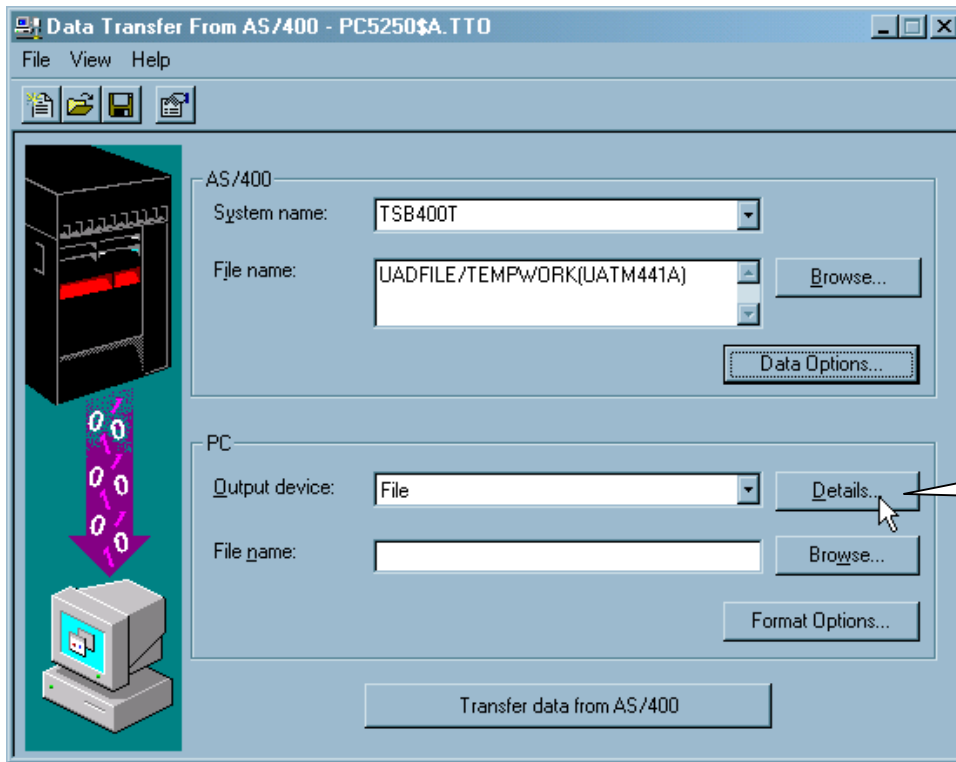 Data Transfer From AS/400 - PC5250$A.TTO
File View Help
AS/400
System name:
TSB400T
File name:
UADFILE/TEMPWORK(UATM441A)
Browse...
Data Options...
PC
Output device:
File
Details...
File name:
Browse...
Format Options...
Transfer data from AS/400